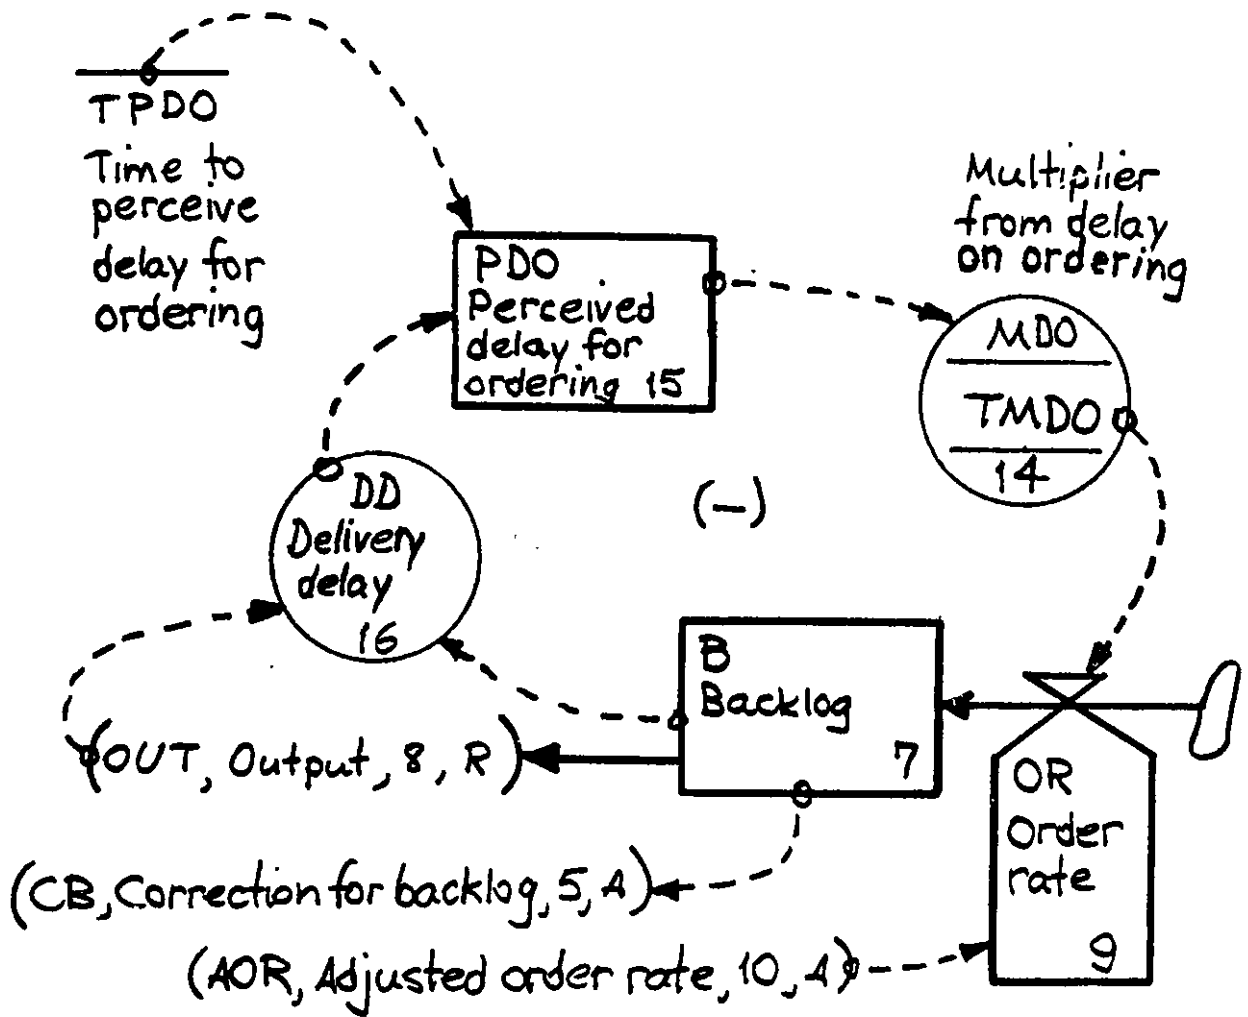 TPDO
Time to
perceive
delay for
ordering
PDO
Perceived
delay for
ordering 15
Multiplier
from delay
on ordering
MDO
TMDO
14
(-)
DD
Delivery
delay
16
B
Backlog
7
(OUT, Output, 8, R)
OR
Order
rate
9
(CB, Correction for backlog, 5, A)
(AOR, Adjusted order rate, 10, A)